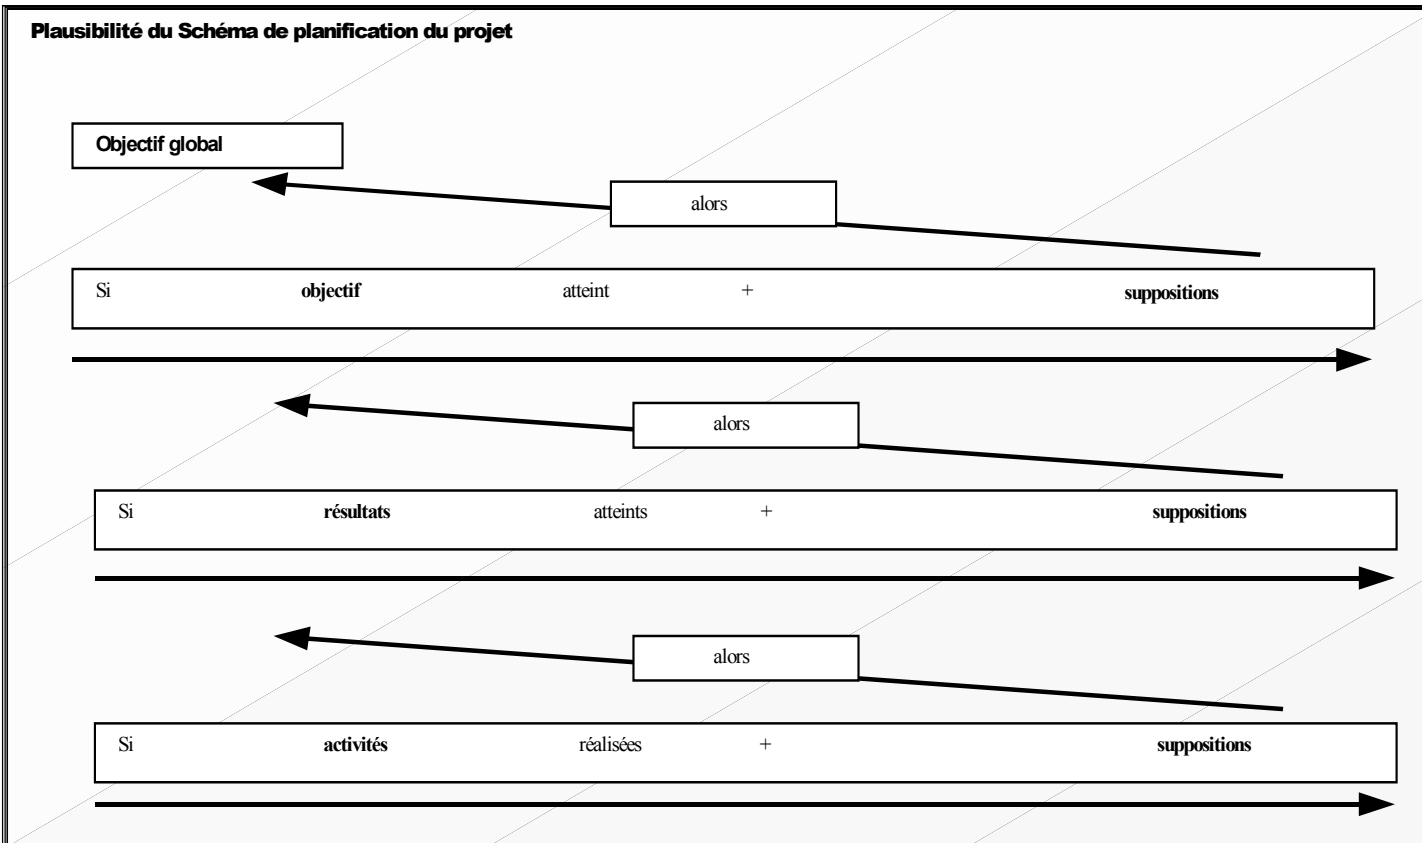 Plausibilité du Schéma de planification du projet
Objectif global
alors
Si objectif atteint + suppositions
alors
Si résultats atteints + suppositions
alors
Si activités réalisées + suppositions